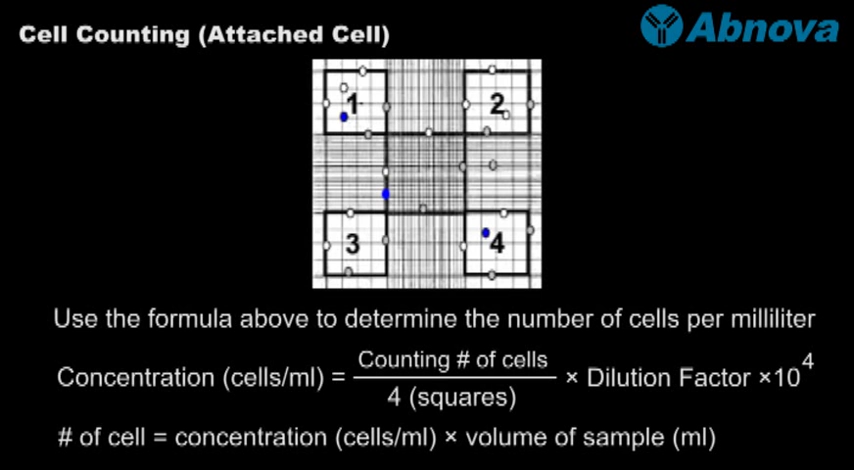 Abnova
Cell Counting (Attached Cell)
1
2
3
4
Use the formula above to determine the number of cells per milliliter
Concentration (cells/ml) = Counting # of cells / 4 (squares) × Dilution Factor ×10^4
# of cell = concentration (cells/ml) × volume of sample (ml)